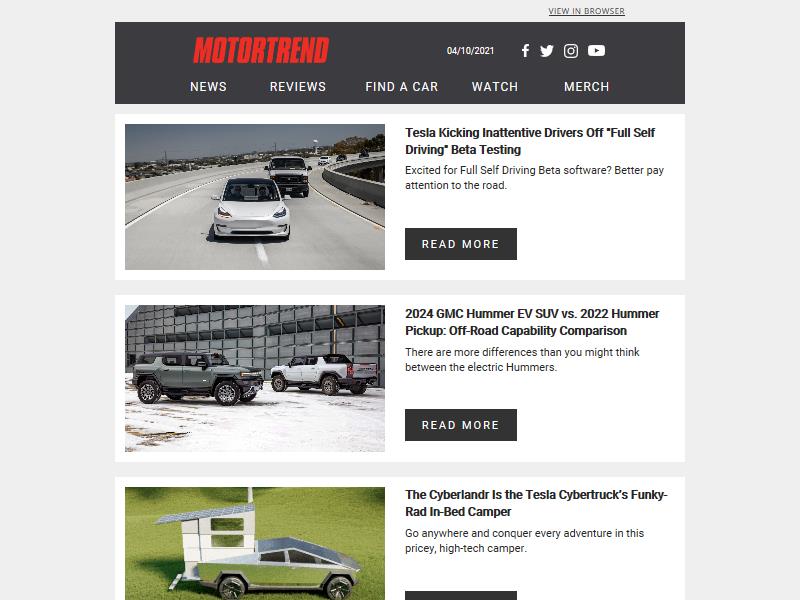 VIEW IN BROWSER
MOTORTREND
04/10/2021
NEWS REVIEWS FIND A CAR WATCH MERCH
Tesla Kicking Inattentive Drivers Off "Full Self
Driving" Beta Testing
Excited for Full Self Driving Beta software? Better pay
attention to the road.
READ MORE
2024 GMC Hummer EV SUV vs. 2022 Hummer
Pickup: Off-Road Capability Comparison
There are more differences than you might think
between the electric Hummers.
READ MORE
The Cyberlandr Is the Tesla Cybertruck's Funky-
Rad In-Bed Camper
Go anywhere and conquer every adventure in this
pricey, high-tech camper.